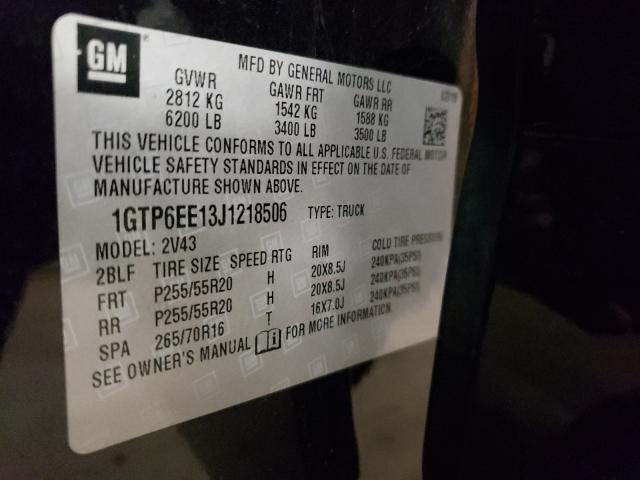 GM
MFD BY GENERAL MOTORS LLC
GVWR GAWR FRT GAWR RR
2812 KG 1542 KG 1588 KG
6200 LB 3400 LB 3500 LB
THIS VEHICLE CONFORMS TO ALL APPLICABLE U.S. FEDERAL MOTOR
VEHICLE SAFETY STANDARDS IN EFFECT ON THE DATE OF
MANUFACTURE SHOWN ABOVE.
1GTP6EE13J1218506 TYPE: TRUCK
MODEL: 2V43
2BLF TIRE SIZE SPEED RTG RIM COLD TIRE PRESSURE
FRT P255/55R20 H 20X8.5J 240KPA(35PSI)
RR P255/55R20 H 20X8.5J 240KPA(35PSI)
SPA 265/70R16 T 16X7.0J 240KPA(35PSI)
SEE OWNER'S MANUAL FOR MORE INFORMATION.